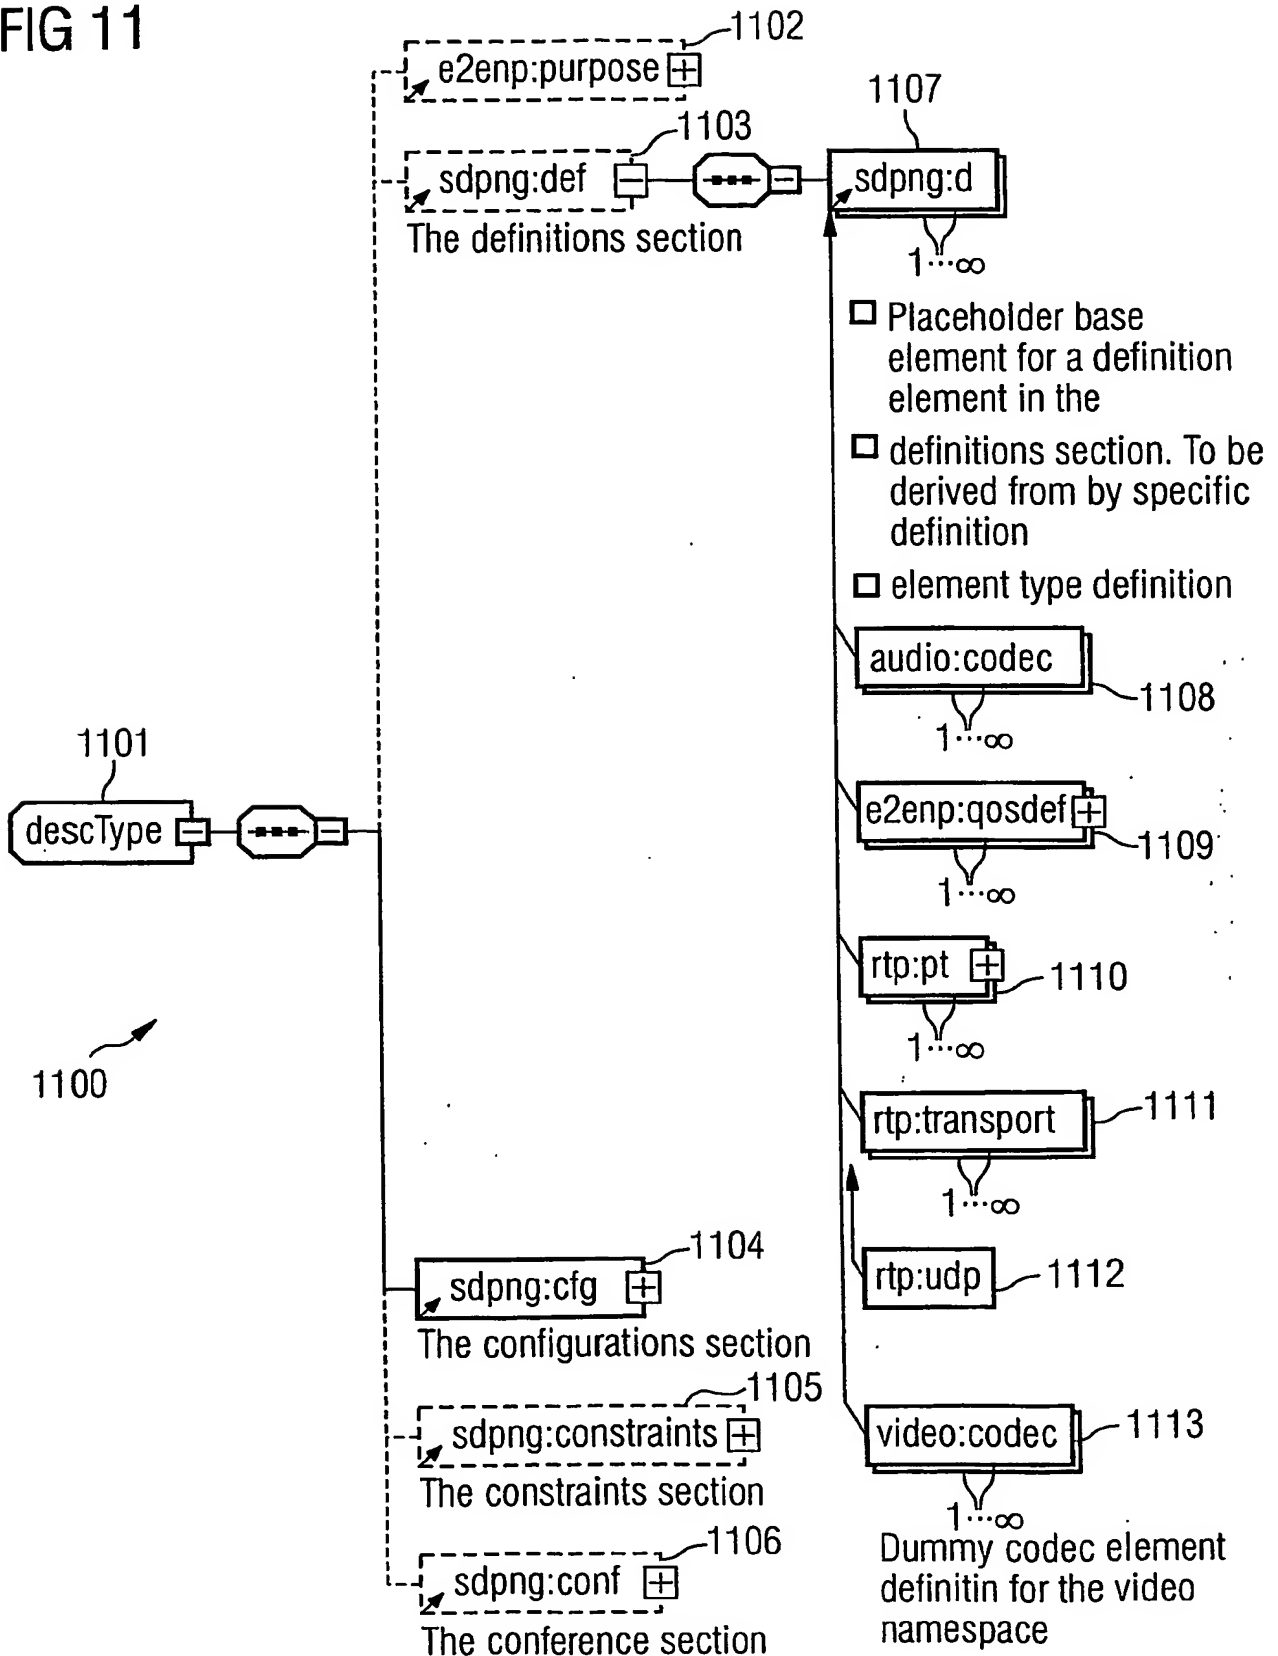 FIG 11
1102
e2enp:purpose
1107
1103
sdpng:def
sdpng:d
The definitions section
1···∞
Placeholder base
element for a definition
element in the
definitions section. To be
derived from by specific
definition
element type definition
audio:codec
1108
1···∞
1101
descType
e2enp:qosdef
1109
1···∞
rtp:pt
1110
1···∞
1100
rtp:transport
1111
1···∞
1104
sdpng:cfg
rtp:udp
1112
The configurations section
1105
sdpng:constraints
video:codec
1113
The constraints section
1···∞
1106
sdpng:conf
Dummy codec element
definitin for the video
namespace
The conference section